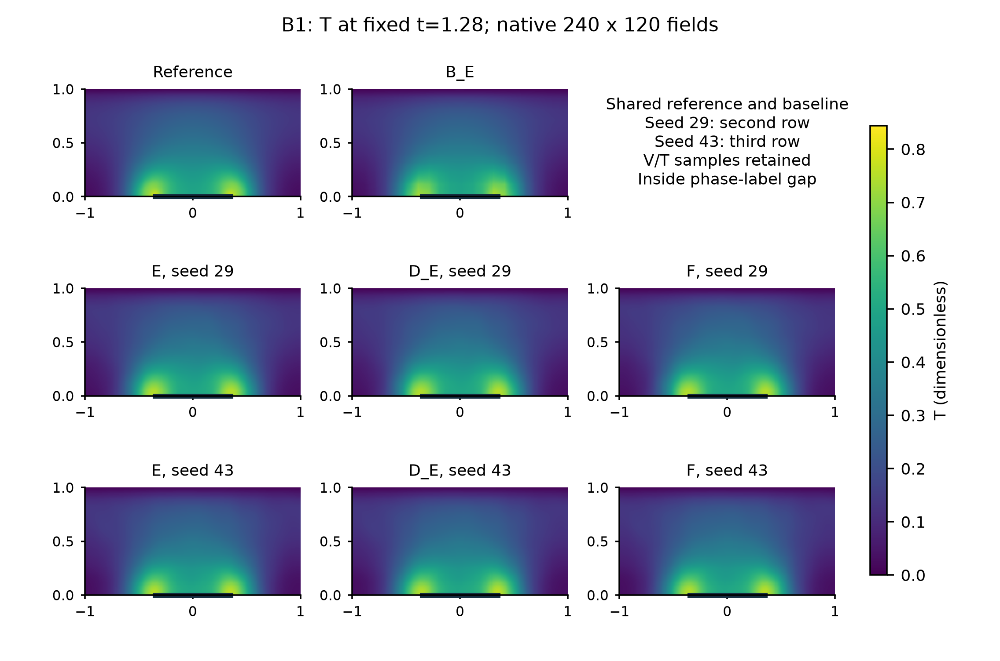 B1: T at fixed t=1.28; native 240 x 120 fields
Reference
1.0
0.5
0.0
−1 0 1
B_E
1.0
0.5
0.0
−1 0 1
Shared reference and baseline
Seed 29: second row
Seed 43: third row
V/T samples retained
Inside phase-label gap
E, seed 29
1.0
0.5
0.0
−1 0 1
D_E, seed 29
1.0
0.5
0.0
−1 0 1
F, seed 29
1.0
0.5
0.0
−1 0 1
E, seed 43
1.0
0.5
0.0
−1 0 1
D_E, seed 43
1.0
0.5
0.0
−1 0 1
F, seed 43
1.0
0.5
0.0
−1 0 1
0.8
0.7
0.6
0.5
0.4
0.3
0.2
0.1
0.0
T (dimensionless)